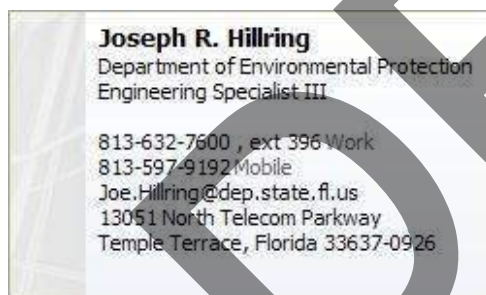 Joseph R. Hillring
Department of Environmental Protection
Engineering Specialist III
813-632-7600 , ext 396 Work
813-597-9192 Mobile
Joe.Hillring@dep.state.fl.us
13051 North Telecom Parkway
Temple Terrace, Florida 33637-0926